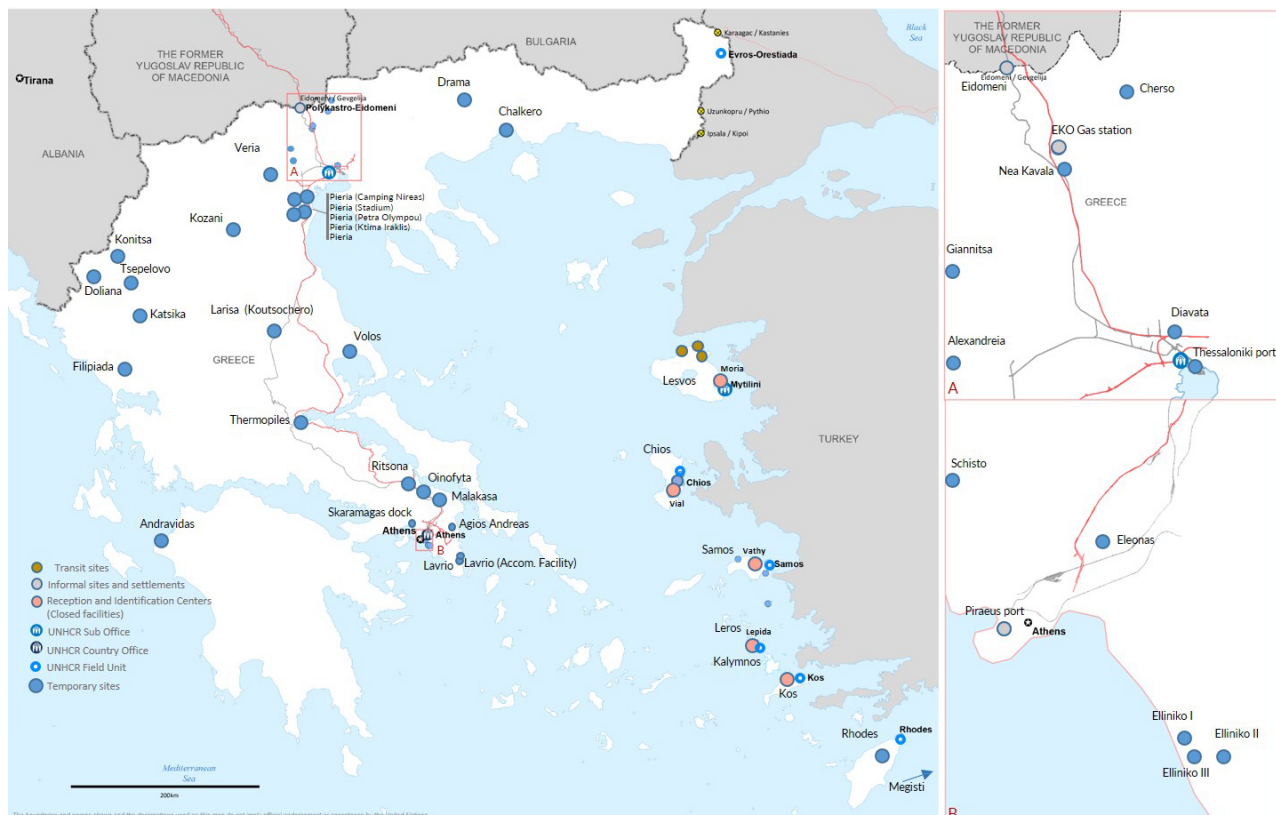 Black
Sea
BULGARIA
THE FORMER
YUGOSLAV REPUBLIC
OF MACEDONIA
Tirana
ALBANIA
Karaagac / Kastanies
Evros-Orestiada
Uzunkopru / Pythio
Ipsala / Kipoi
Drama
Chalkero
Polykastro-Eidomeni
Veria
A
Kozani
Pieria (Camping Nireas)
Pieria (Stadium)
Pieria (Petra Olympou)
Pieria (Ktima Iraklis)
Pieria
Konitsa
Tsepelovo
Doliana
Katsika
Larisa (Koutsochero)
Volos
GREECE
Filipiada
Thermopiles
Moria
Mytilini
Lesvos
TURKEY
Chios
Chios
Vial
Ritsona
Oinofyta
Malakasa
Skaramagas dock
Agios Andreas
Athens
Athens
B
Lavrio
Lavrio (Accom. Facility)
Andravidas
Samos
Vathy
Samos
Leros
Lepida
Kalymnos
Kos
Kos
Rhodes
Rhodes
Megisti
Transit sites
Informal sites and settlements
Reception and Identification Centers
(Closed facilities)
UNHCR Sub Office
UNHCR Country Office
UNHCR Field Unit
Temporary sites
Mediterranean
Sea
200km
THE FORMER
YUGOSLAV REPUBLIC
OF MACEDONIA
Eidomeni / Gevgelija
Eidomeni
Cherso
EKO Gas station
Nea Kavala
GREECE
Giannitsa
Diavata
Alexandreia
Thessaloniki port
A
Schisto
Eleonas
Piraeus port
Athens
Elliniko I
Elliniko II
Elliniko III
B